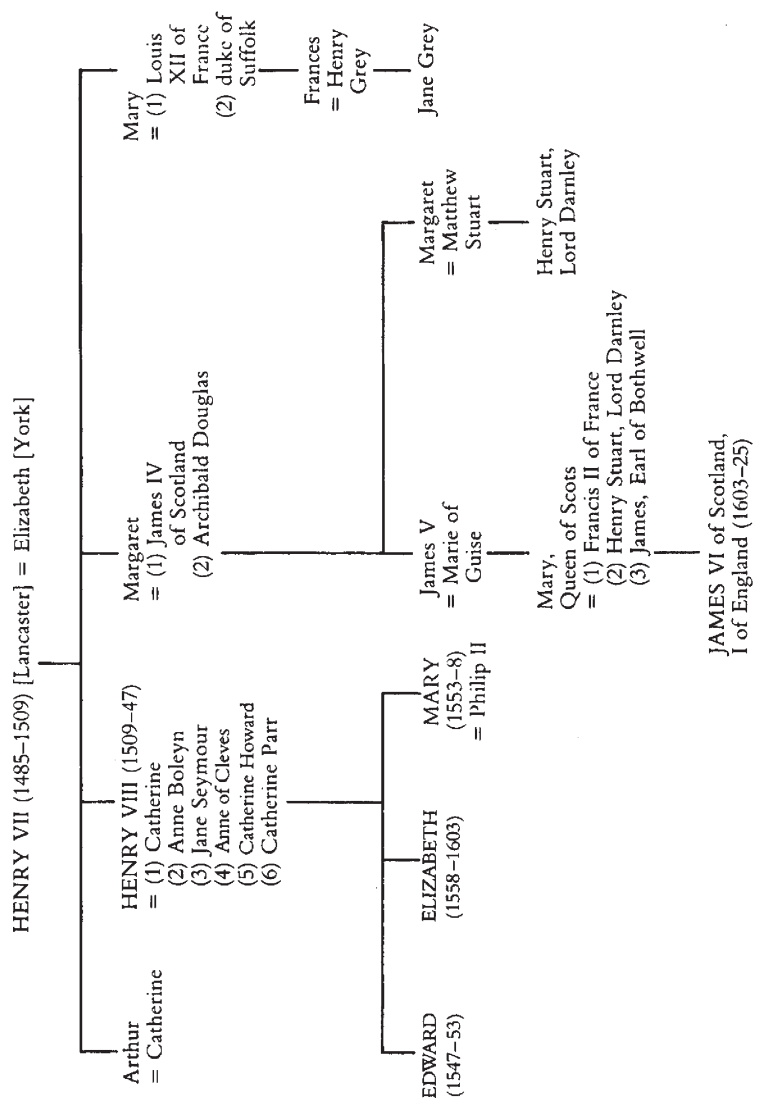 HENRY VII (1485–1509) [Lancaster] = Elizabeth [York]
Arthur
= Catherine
HENRY VIII (1509–47)
= (1) Catherine
(2) Anne Boleyn
(3) Jane Seymour
(4) Anne of Cleves
(5) Catherine Howard
(6) Catherine Parr
Margaret
= (1) James IV
of Scotland
(2) Archibald Douglas
Mary
= (1) Louis
XII of
France
(2) duke of
Suffolk
Frances
= Henry
Grey
Jane Grey
EDWARD
(1547–53)
ELIZABETH
(1558–1603)
MARY
(1553–8)
= Philip II
James V
= Marie of
Guise
Margaret
= Matthew
Stuart
Mary,
Queen of Scots
= (1) Francis II of France
(2) Henry Stuart, Lord Darnley
(3) James, Earl of Bothwell
Henry Stuart,
Lord Darnley
JAMES VI of Scotland,
I of England (1603–25)